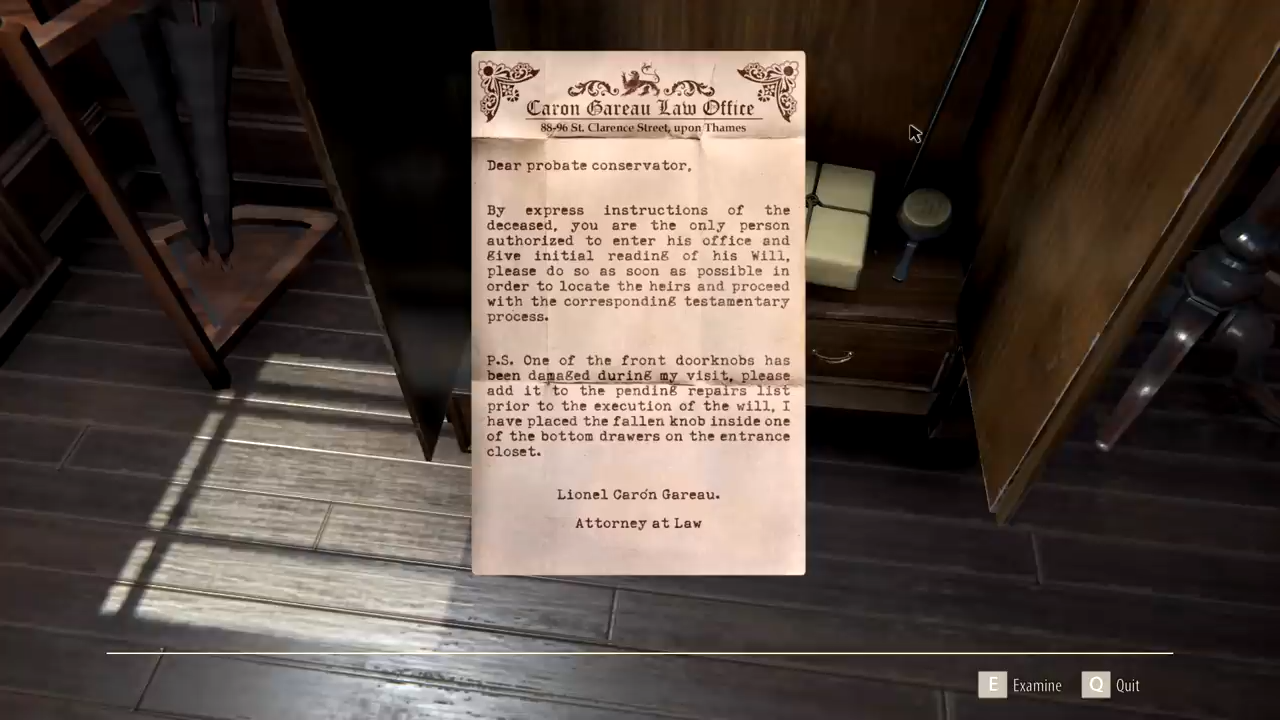 Caron Gareau Law Office
88-96 St. Clarence Street, upon Thames
Dear probate conservator,
By express instructions of the
deceased, you are the only person
authorized to enter his office and
give initial reading of his Will,
please do so as soon as possible in
order to locate the heirs and proceed
with the corresponding testamentary
process.
P.S. One of the front doorknobs has
been damaged during my visit, please
add it to the pending repairs list
prior to the execution of the will, I
have placed the fallen knob inside one
of the bottom drawers on the entrance
closet.
Lionel Carón Gareau.
Attorney at Law
E Examine Q Quit